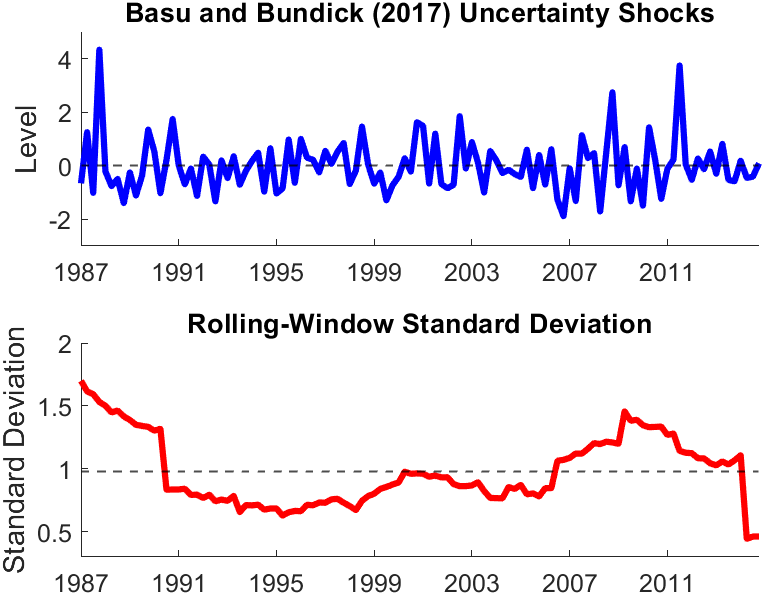 Basu and Bundick (2017) Uncertainty Shocks
Level
4
2
0
-2
1987 1991 1995 1999 2003 2007 2011
Rolling-Window Standard Deviation
Standard Deviation
2
1.5
1
0.5
1987 1991 1995 1999 2003 2007 2011